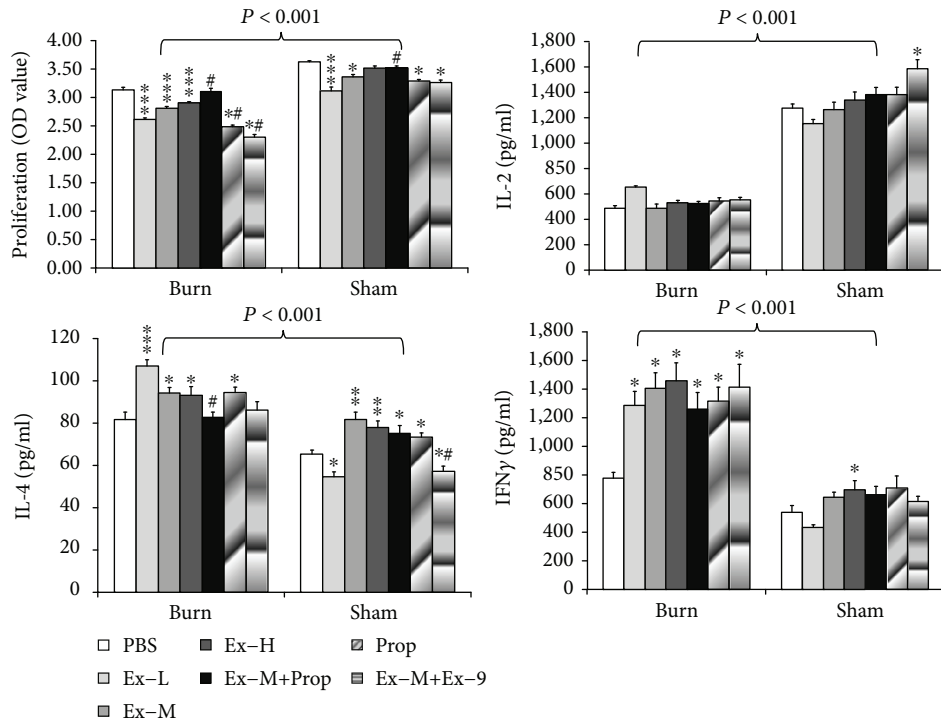 P < 0.001
Proliferation (OD value)
4.00
3.50
3.00
2.50
2.00
1.50
1.00
0.50
0.00
***
***
***
#
*#
*#
***
*
#
*
*
Burn
Sham
P < 0.001
IL-2 (pg/ml)
1,800
1,600
1,400
1,200
1,000
800
600
400
200
0
*
Burn
Sham
P < 0.001
IL-4 (pg/ml)
120
100
80
60
40
20
0
***
*
*
#
*
*
**
**
*
*
*#
Burn
Sham
P < 0.001
IFNγ (pg/ml)
1,800
1,600
1,400
1,200
1,000
800
600
400
200
0
*
*
*
*
*
*
*
Burn
Sham
PBS
Ex-H
Prop
Ex-L
Ex-M+Prop
Ex-M+Ex-9
Ex-M